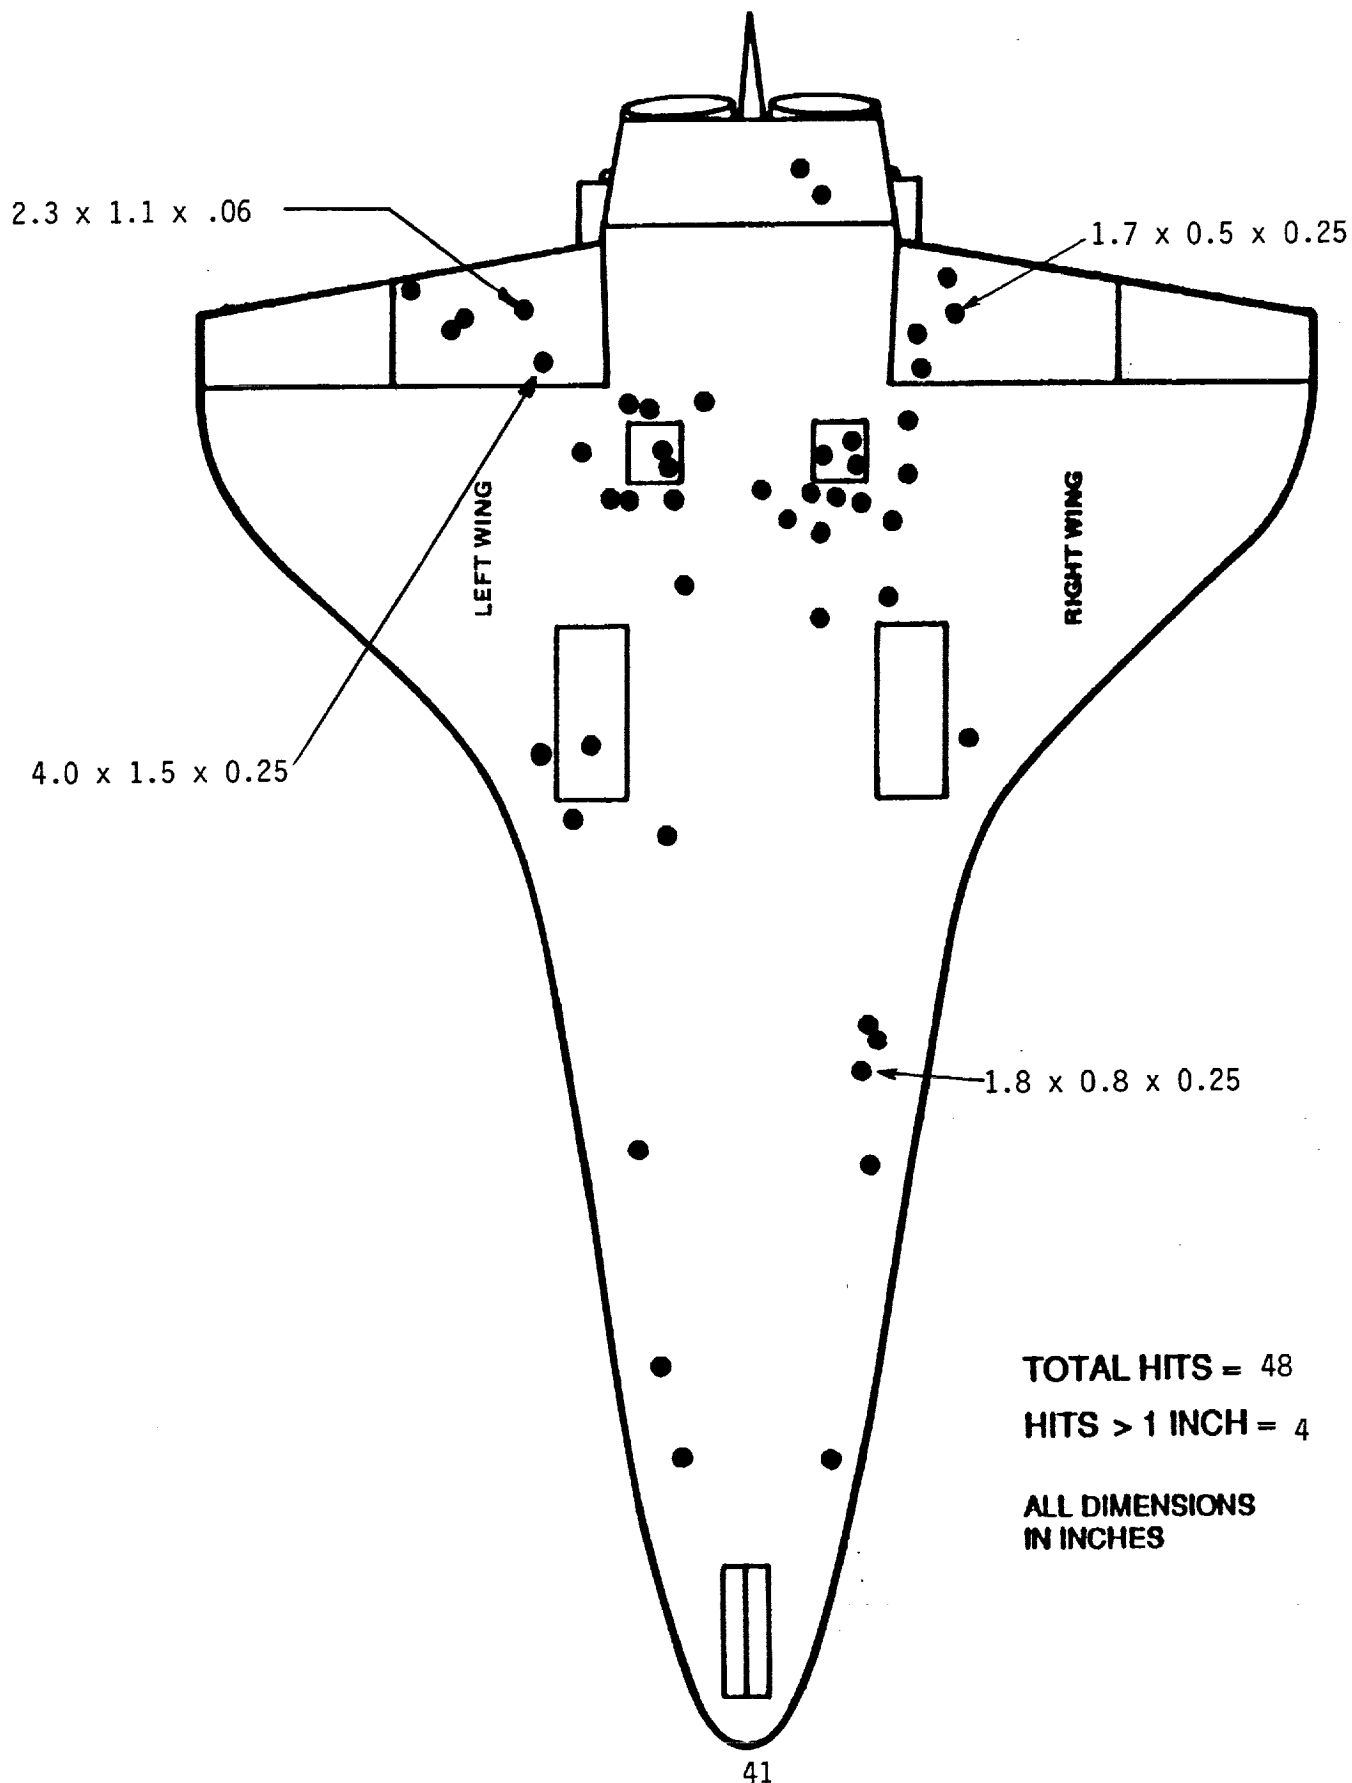 2.3 x 1.1 x .06
1.7 x 0.5 x 0.25
LEFT WING
RIGHT WING
4.0 x 1.5 x 0.25
1.8 x 0.8 x 0.25
TOTAL HITS = 48
HITS > 1 INCH = 4
ALL DIMENSIONS
IN INCHES
41